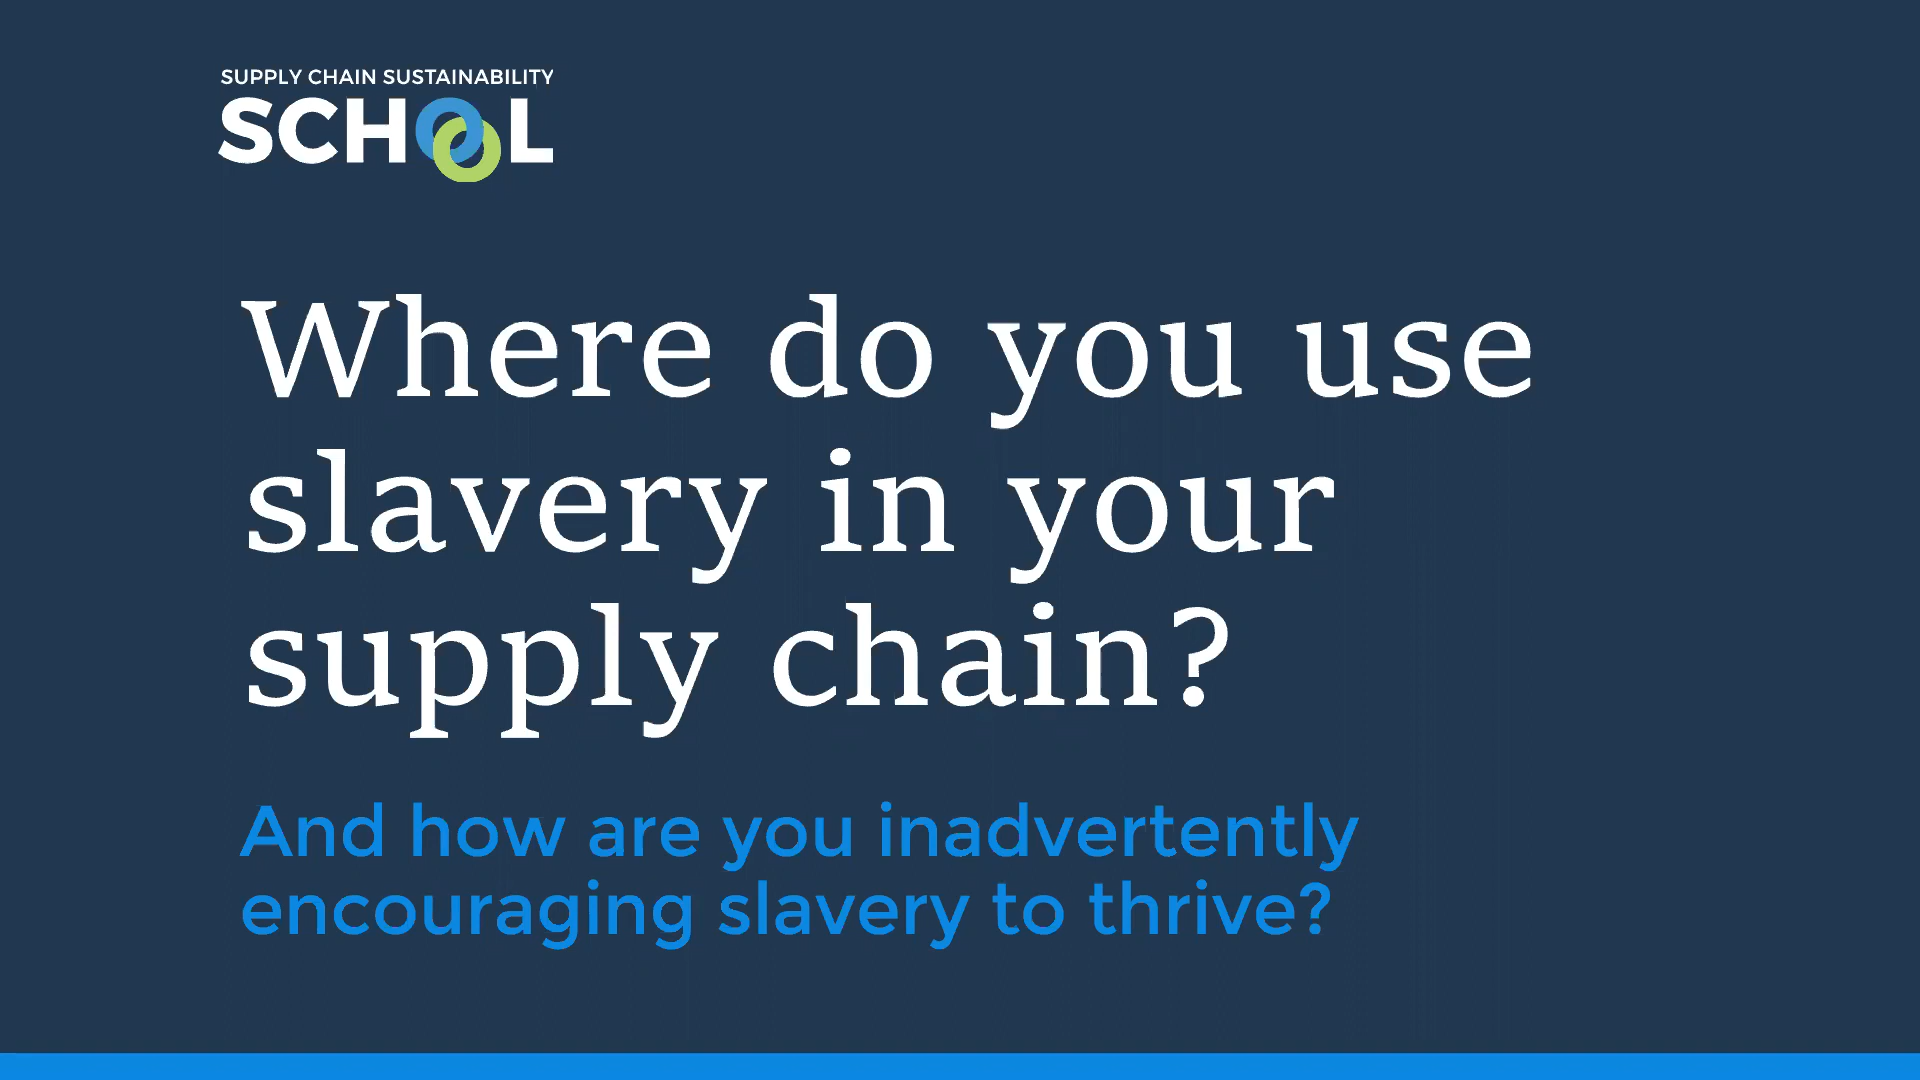 SUPPLY CHAIN SUSTAINABILITY
SCHOOL
Where do you use
slavery in your
supply chain?
And how are you inadvertently
encouraging slavery to thrive?